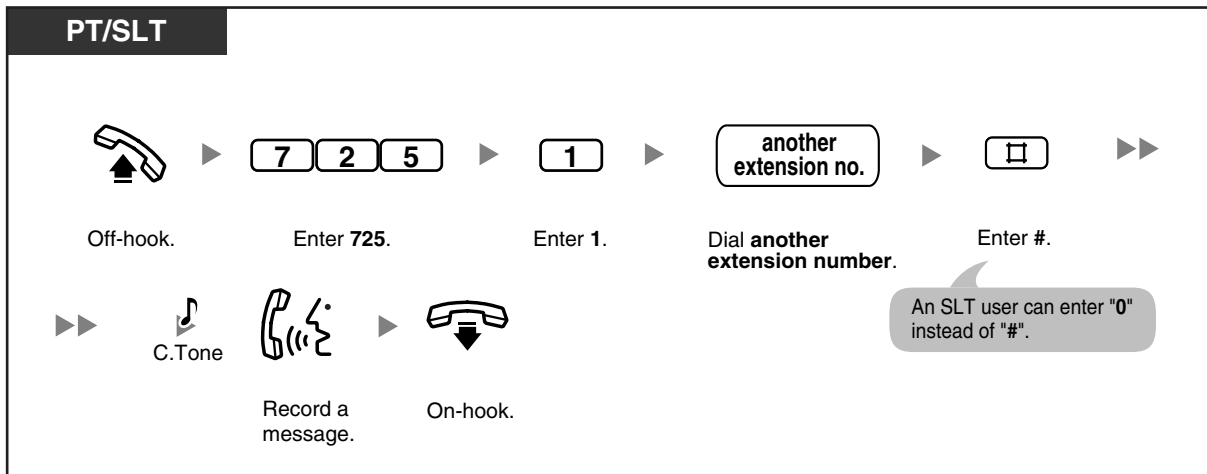 PT/SLT
7 2 5
1
another
extension no.
#
Off-hook.
Enter 725.
Enter 1.
Dial another
extension number.
Enter #.
An SLT user can enter "0"
instead of "#".
C.Tone
Record a
message.
On-hook.